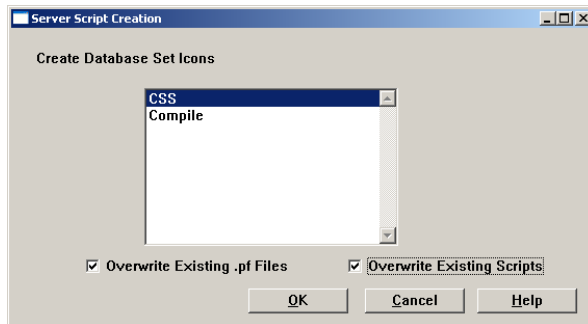 Server Script Creation
Create Database Set Icons
CSS
Compile
Overwrite Existing .pf Files
Overwrite Existing Scripts
OK
Cancel
Help